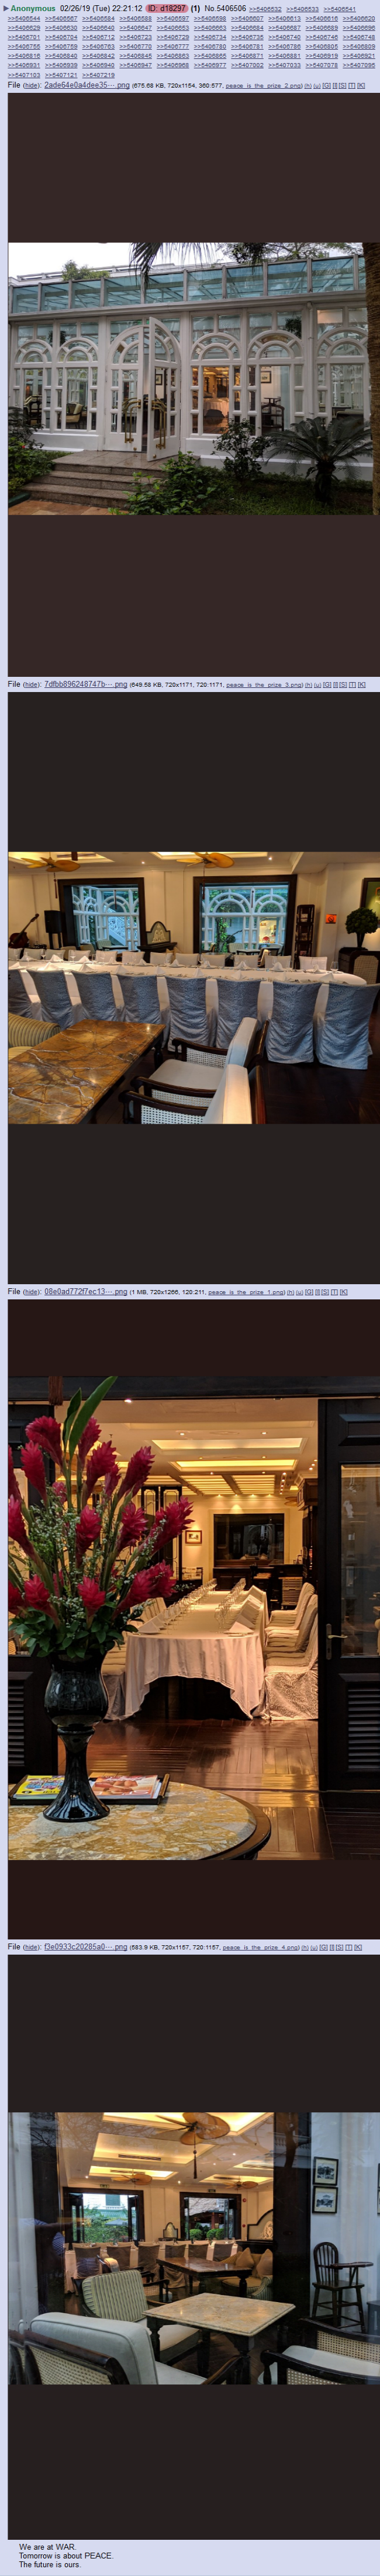 ▶ Anonymous 02/26/19 (Tue) 22:21:12 ID: d18297 (1) No.5406506 >>5406532 >>5406533 >>5406541
>>5406544 >>5406567 >>5406584 >>5406588 >>5406597 >>5406598 >>5406607 >>5406613 >>5406616 >>5406620
>>5406629 >>5406630 >>5406640 >>5406647 >>5406653 >>5406663 >>5406684 >>5406687 >>5406689 >>5406696
>>5406701 >>5406704 >>5406712 >>5406723 >>5406729 >>5406734 >>5406736 >>5406740 >>5406746 >>5406748
>>5406755 >>5406759 >>5406763 >>5406770 >>5406777 >>5406780 >>5406781 >>5406786 >>5406805 >>5406809
>>5406816 >>5406840 >>5406842 >>5406845 >>5406863 >>5406865 >>5406871 >>5406881 >>5406919 >>5406921
>>5406931 >>5406939 >>5406940 >>5406947 >>5406968 >>5406977 >>5407002 >>5407033 >>5407078 >>5407095
>>5407103 >>5407121 >>5407219
File (hide): 2ade64e0a4dee35⋯.png (675.68 KB, 720x1154, 360:577, peace_is_the_prize_2.png) (h) (u) [G] [I] [S] [T] [K]
File (hide): 7dfbb896248747b⋯.png (649.58 KB, 720x1171, 720:1171, peace_is_the_prize_3.png) (h) (u) [G] [I] [S] [T] [K]
File (hide): 08e0ad772f7ec13⋯.png (1 MB, 720x1266, 120:211, peace_is_the_prize_1.png) (h) (u) [G] [I] [S] [T] [K]
File (hide): f3e0933c20285a0⋯.png (583.9 KB, 720x1157, 720:1157, peace_is_the_prize_4.png) (h) (u) [G] [I] [S] [T] [K]
We are at WAR.
Tomorrow is about PEACE.
The future is ours.